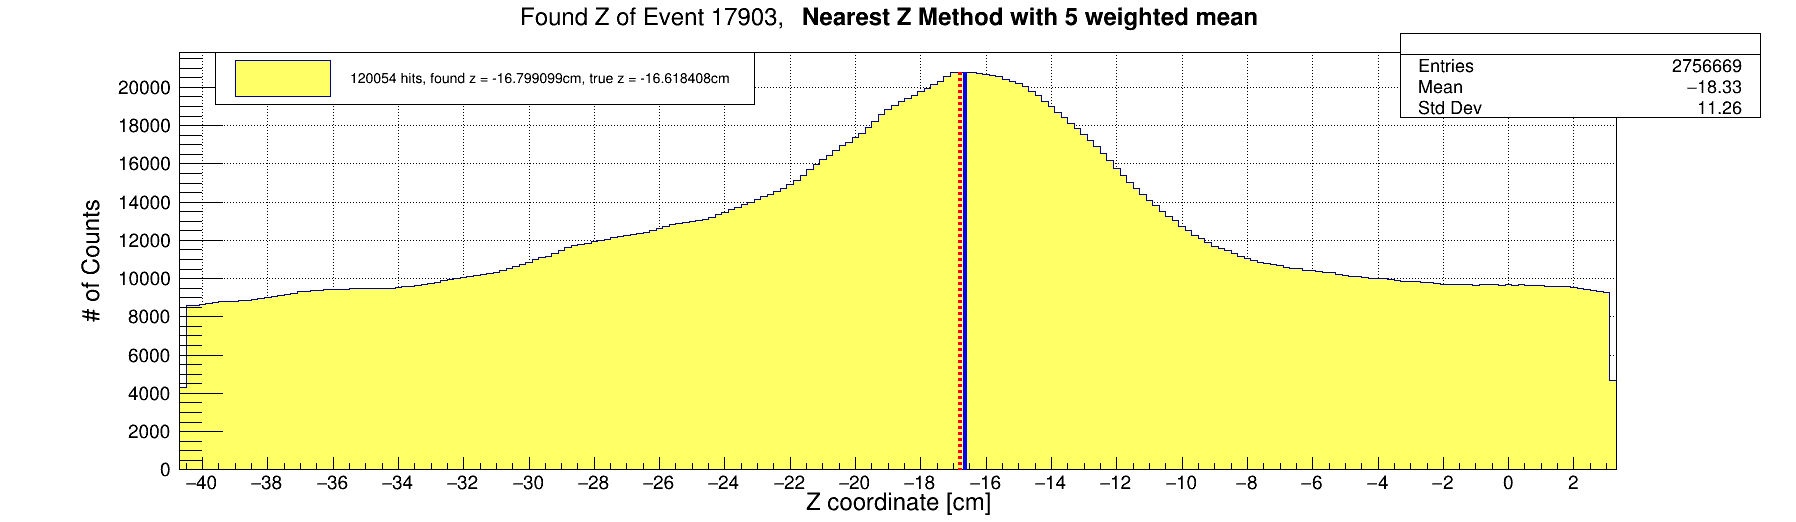 Found Z of Event 17903, Nearest Z Method with 5 weighted mean
120054 hits, found z = -16.799099cm, true z = -16.618408cm
Entries 2756669
Mean −18.33
Std Dev 11.26
20000
18000
16000
14000
12000
10000
8000
6000
4000
2000
0
# of Counts
−40 −38 −36 −34 −32 −30 −28 −26 −24 −22 −20 −18 −16 −14 −12 −10 −8 −6 −4 −2 0 2
Z coordinate [cm]